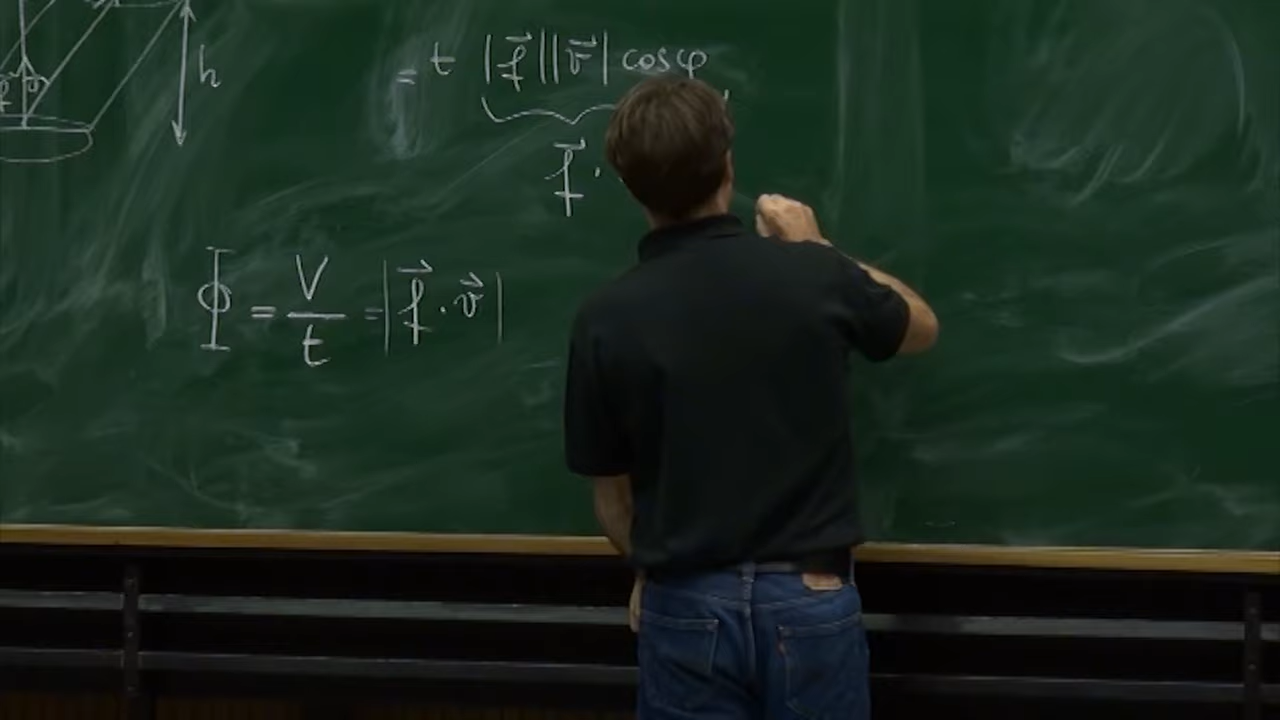 h
= t |f⃗||v⃗| cosφ
f⃗ ·
Φ = V/t = |f⃗ · v⃗|